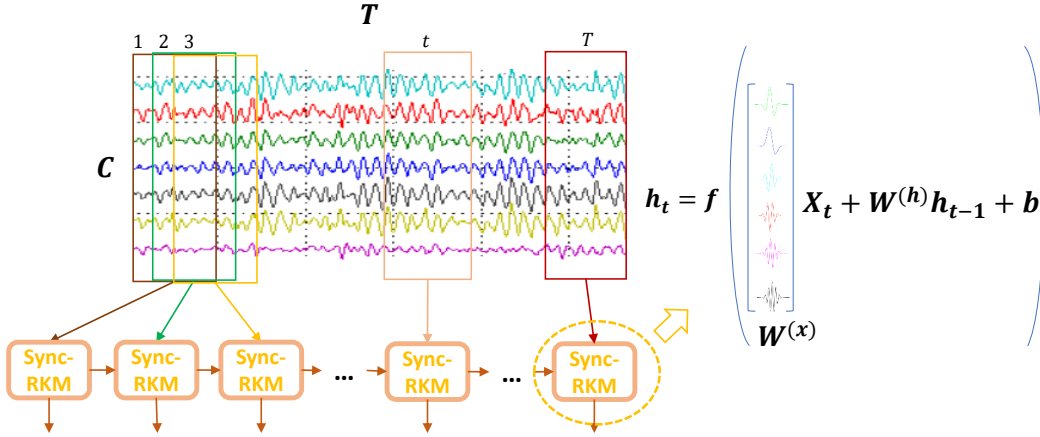 T
1 2 3 t T
C
h_t = f ( [ ] X_t + W^(h) h_{t-1} + b )
W^(x)
Sync-RKM Sync-RKM Sync-RKM ... Sync-RKM ... Sync-RKM